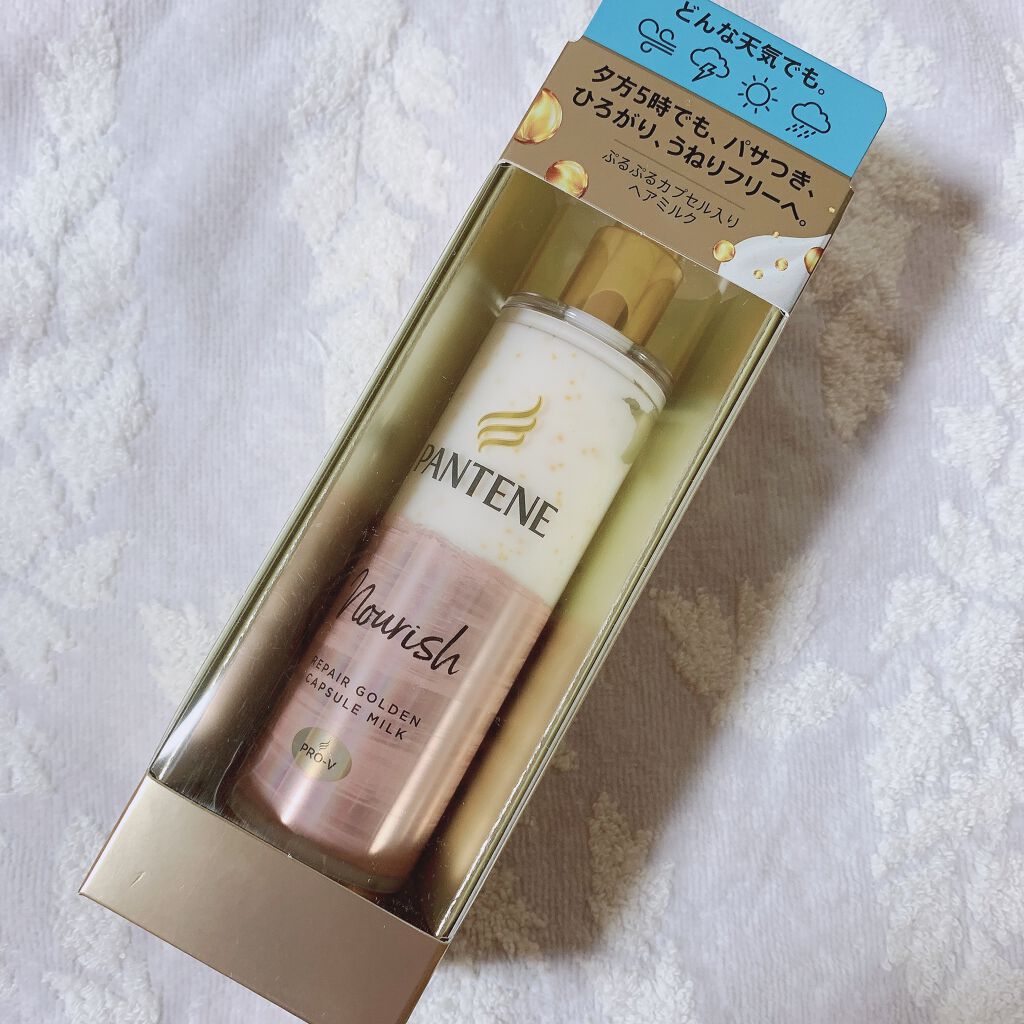 どんな天気でも。
夕方5時でも、パサつき、
ひろがり、うねりフリーへ。
ぷるぷるカプセル入り
ヘアミルク
PANTENE
Nourish
REPAIR GOLDEN
CAPSULE MILK
PRO-V